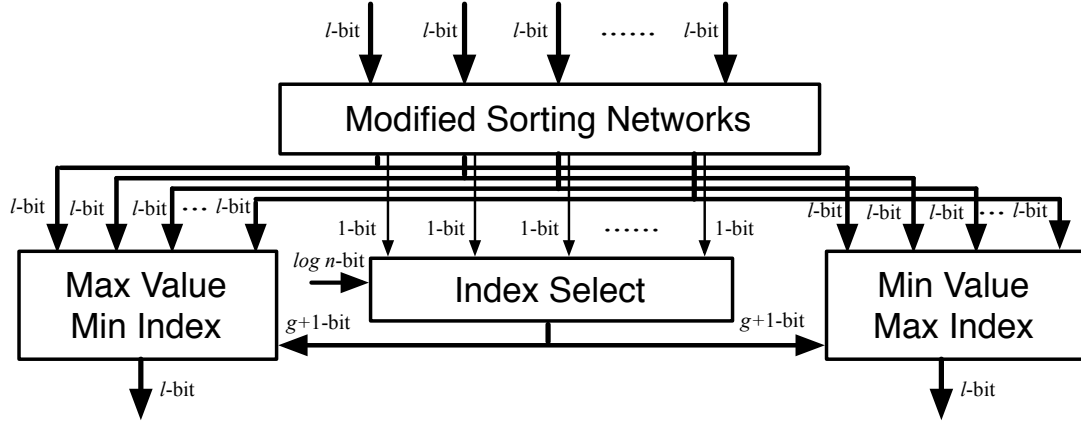 l-bit l-bit l-bit ...... l-bit
Modified Sorting Networks
l-bit l-bit l-bit ... l-bit
l-bit l-bit l-bit ... l-bit
1-bit 1-bit 1-bit ...... 1-bit
log n-bit
Max Value
Min Index
Index Select
Min Value
Max Index
g+1-bit g+1-bit
l-bit l-bit